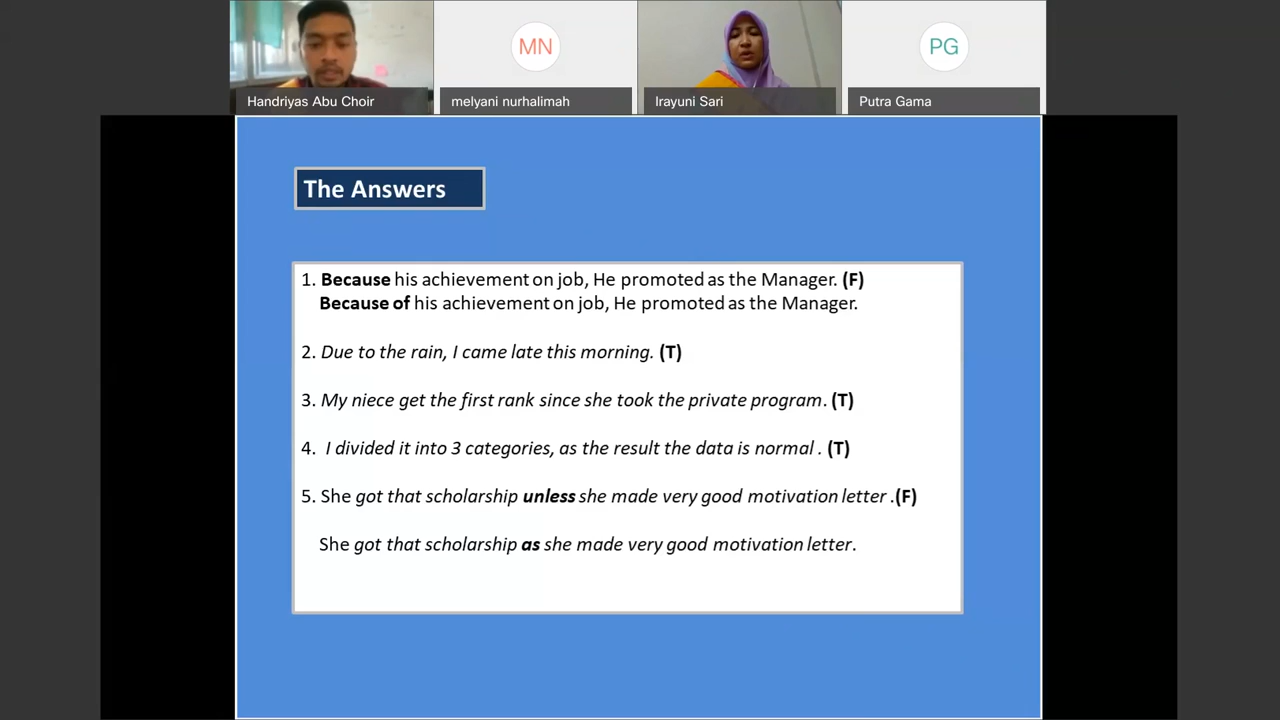 MN
PG
Handriyas Abu Choir
melyani nurhalimah
Irayuni Sari
Putra Gama
The Answers
1. Because his achievement on job, He promoted as the Manager. (F)
Because of his achievement on job, He promoted as the Manager.
2. Due to the rain, I came late this morning. (T)
3. My niece get the first rank since she took the private program. (T)
4. I divided it into 3 categories, as the result the data is normal . (T)
5. She got that scholarship unless she made very good motivation letter .(F)
She got that scholarship as she made very good motivation letter.